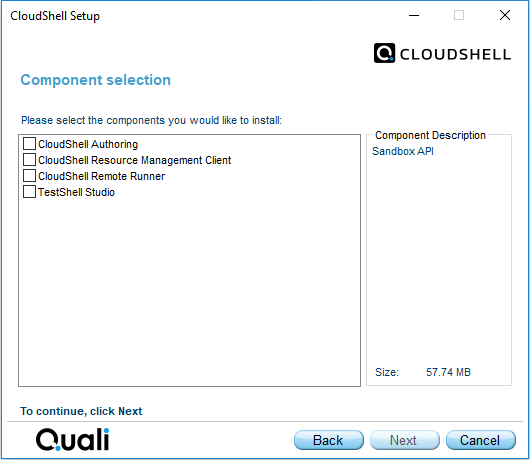 CloudShell Setup
CLOUDSHELL
Component selection
Please select the components you would like to install:
CloudShell Authoring
CloudShell Resource Management Client
CloudShell Remote Runner
TestShell Studio
Component Description
Sandbox API
Size: 57.74 MB
To continue, click Next
Quali
Back
Next
Cancel